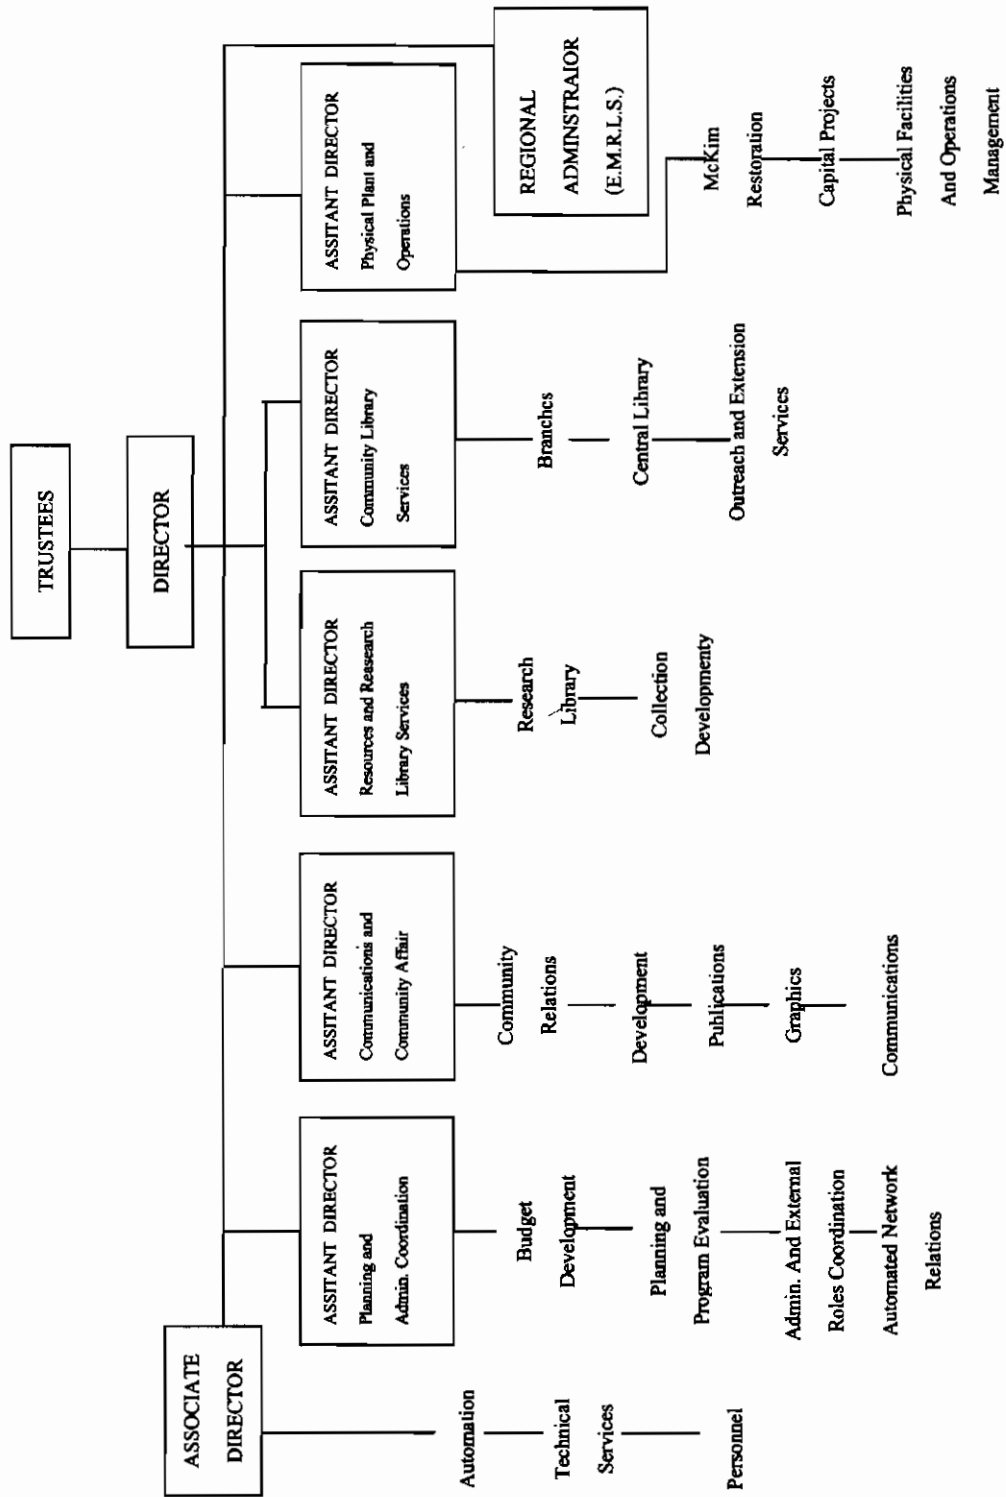 TRUSTEES
DIRECTOR
ASSOCIATE
DIRECTOR
Automation
Technical
Services
Personnel
ASSITANT DIRECTOR
Planning and
Admin. Coordination
Budget
Development
Planning and
Program Evaluation
Admin. And External
Roles Coordination
Automated Network
Relations
ASSITANT DIRECTOR
Communications and
Community Affair
Community
Relations
Development
Publications
Graphics
Communications
ASSITANT DIRECTOR
Resources and Reasearch
Library Services
Research
Library
Collection
Developmenty
ASSITANT DIRECTOR
Community Library
Services
Branches
Central Library
Outreach and Extension
Services
ASSITANT DIRECTOR
Physical Plant and
Operations
McKim
Restoration
Capital Projects
Physical Facilities
And Operations
Management
REGIONAL
ADMINSTRAIOR
(E.M.R.L.S.)